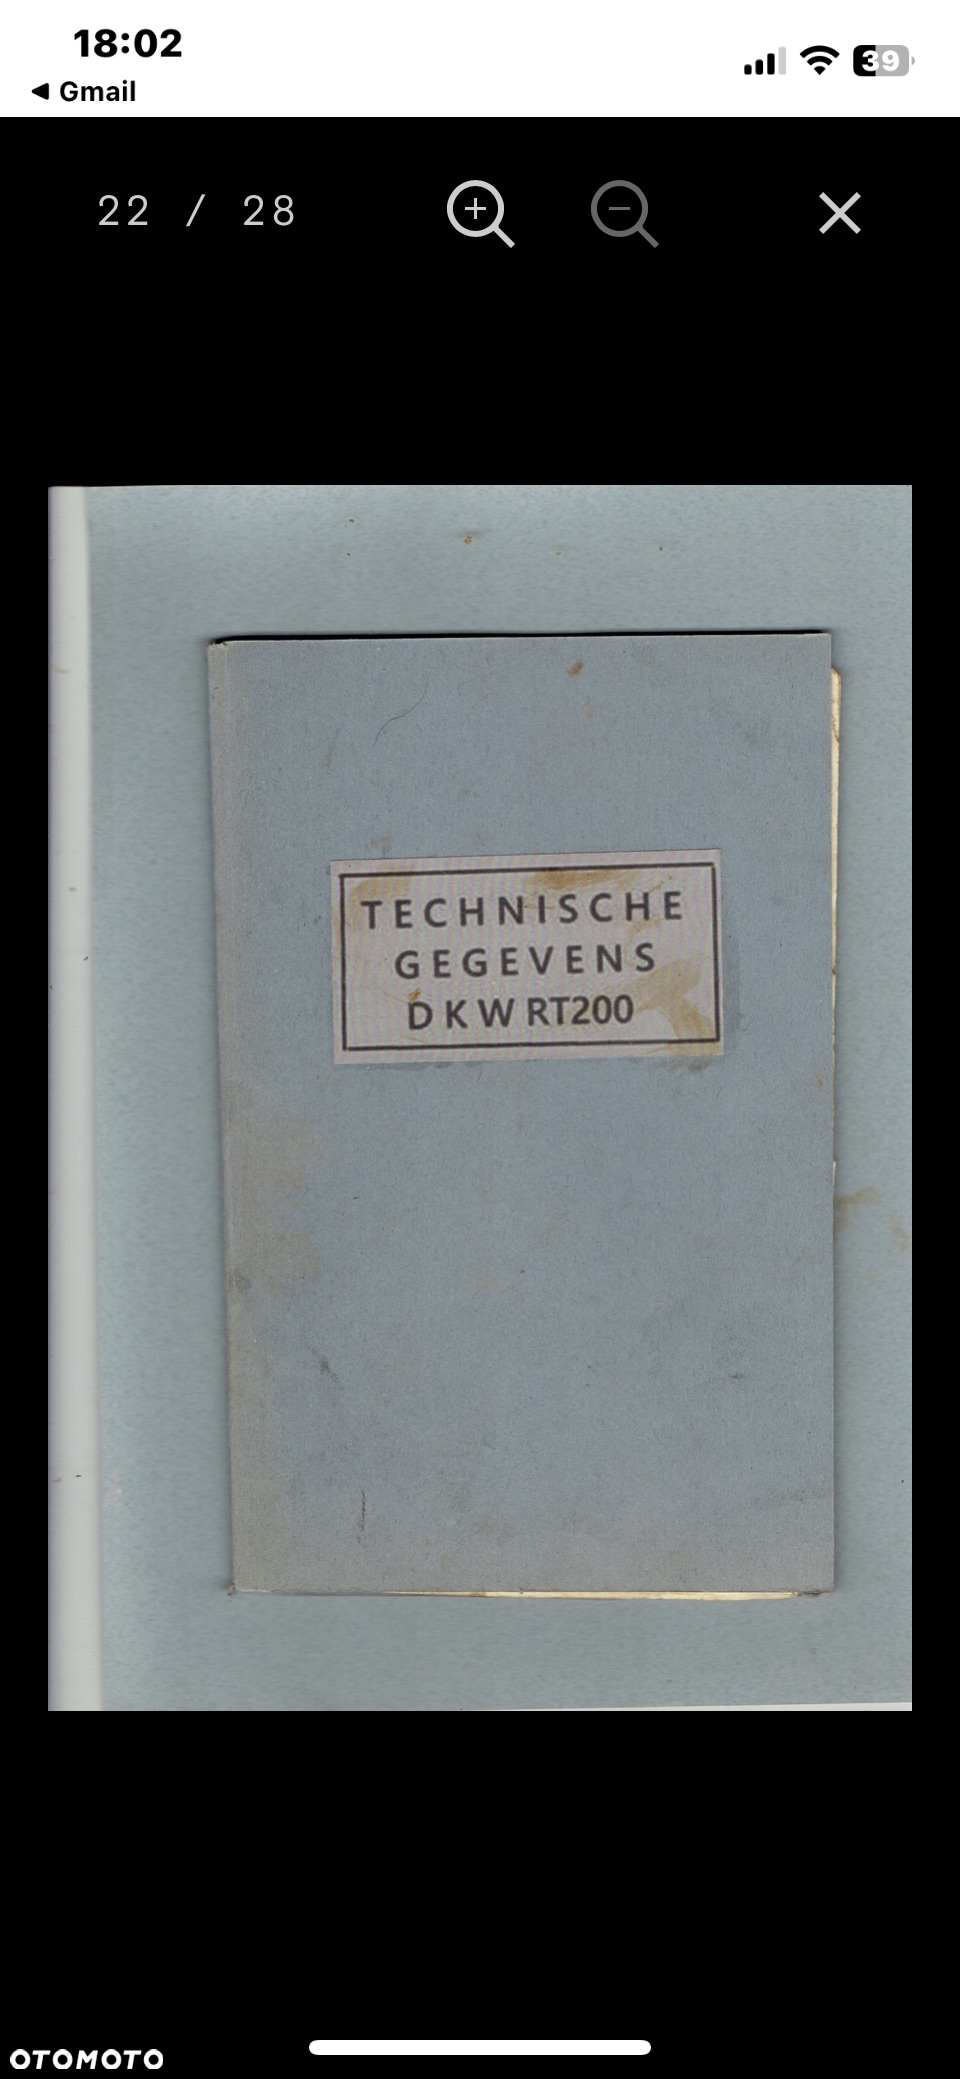 18:02
39
◀ Gmail
22 / 28
TECHNISCHE
GEGEVENS
DKW RT200
OTOMOTO